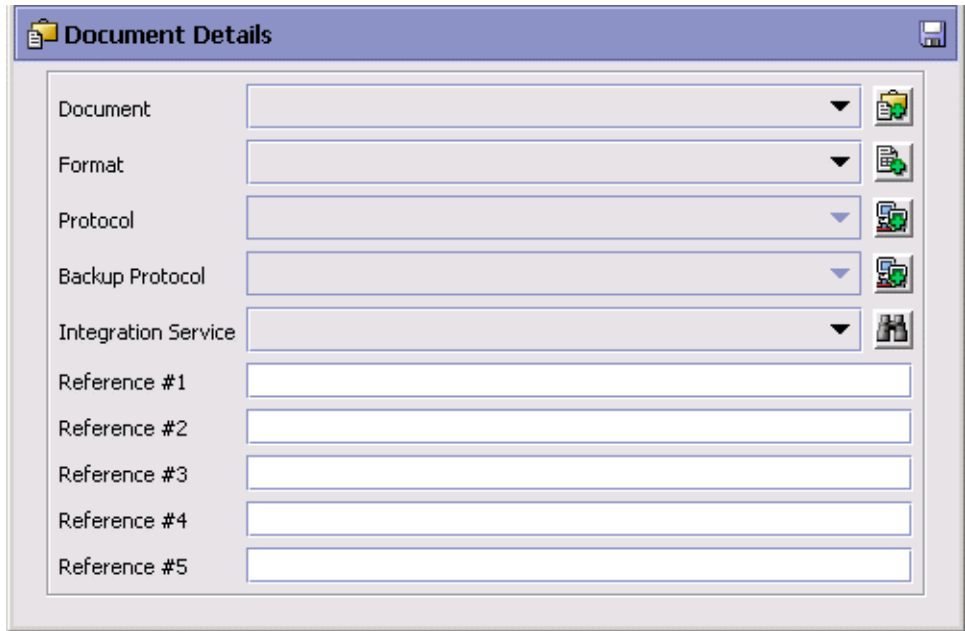 Document Details
Document
Format
Protocol
Backup Protocol
Integration Service
Reference #1
Reference #2
Reference #3
Reference #4
Reference #5